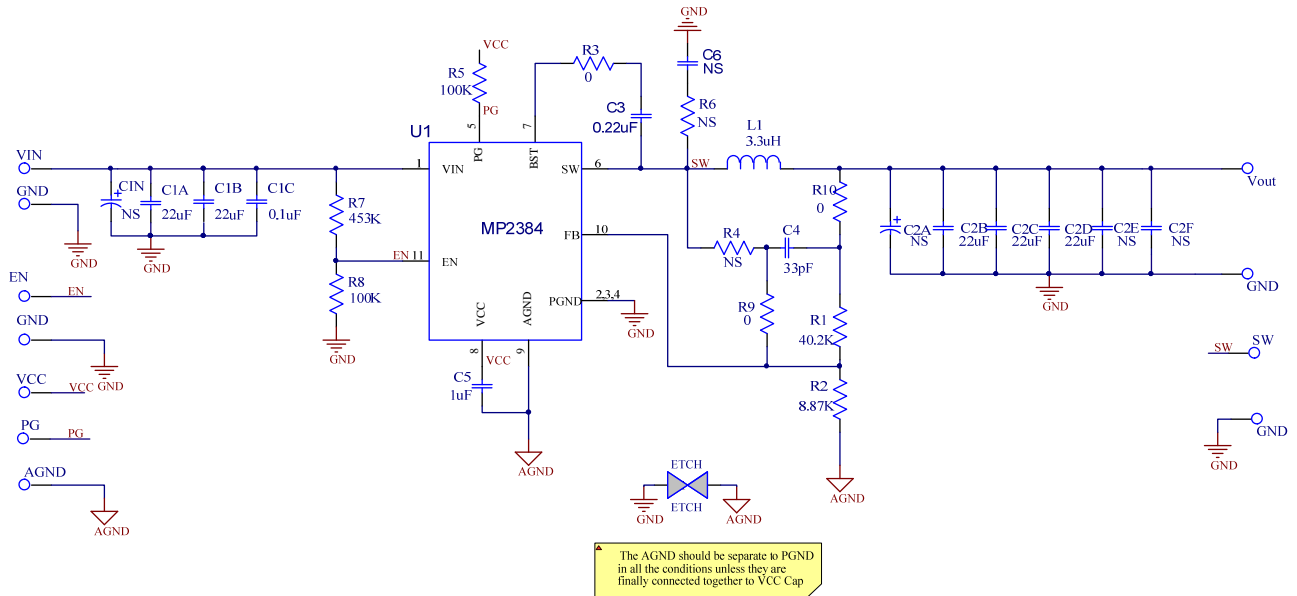 GND
VCC
R3
0
C6
NS
R5
100K
PG
C3
0.22uF
R6
NS
L1
3.3uH
5
7
U1
VIN
1
VIN
PG
BST
SW
6
SW
Vout
GND
CIN
+
NS
C1A
22uF
C1B
22uF
C1C
0.1uF
R7
453K
R10
0
MP2384
FB
10
R4
NS
C4
33pF
+
C2A
NS
C2B
22uF
C2C
22uF
C2D
22uF
C2E
NS
C2F
NS
GND
GND
EN
11
EN
EN
EN
R8
100K
VCC
AGND
PGND
2,3,4
GND
R9
0
R1
40.2K
GND
GND
GND
GND
8
VCC
9
GND
C5
1uF
R2
8.87K
SW
SW
VCC
VCC
GND
PG
PG
GND
GND
AGND
AGND
AGND
ETCH
ETCH
GND
AGND
AGND
The AGND should be separate to PGND
in all the conditions unless they are
finally connected together to VCC Cap